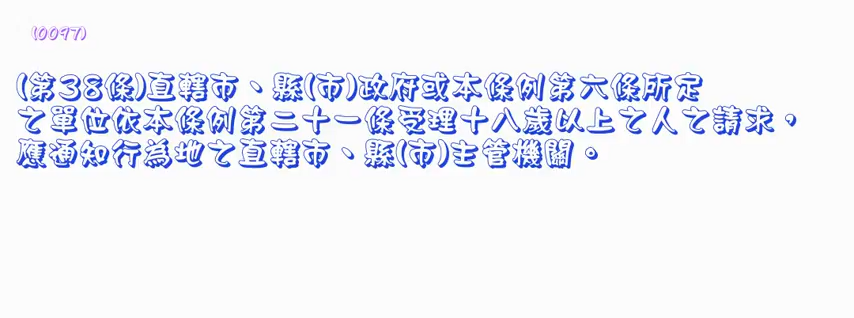 (0097)
(第38條)直轄市、縣(市)政府或本條例第六條所定
之單位依本條例第二十一條受理十八歲以上之人之請求，
應通知行為地之直轄市、縣(市)主管機關。